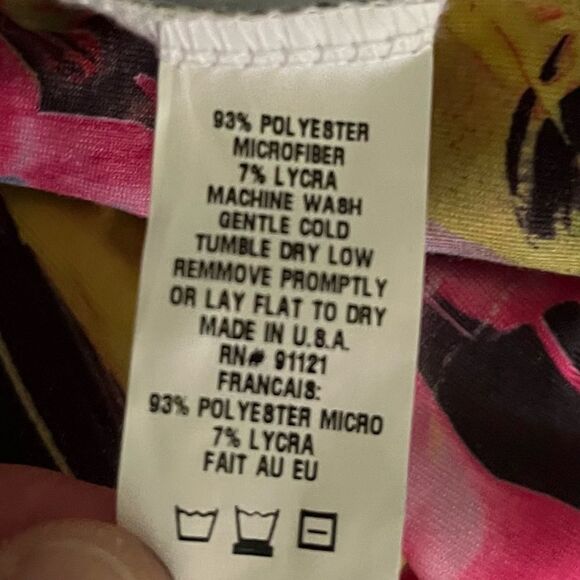 93% POLYESTER
MICROFIBER
7% LYCRA
MACHINE WASH
GENTLE COLD
TUMBLE DRY LOW
REMMOVE PROMPTLY
OR LAY FLAT TO DRY
MADE IN U.S.A.
RN# 91121
FRANCAIS:
93% POLYESTER MICRO
7% LYCRA
FAIT AU EU